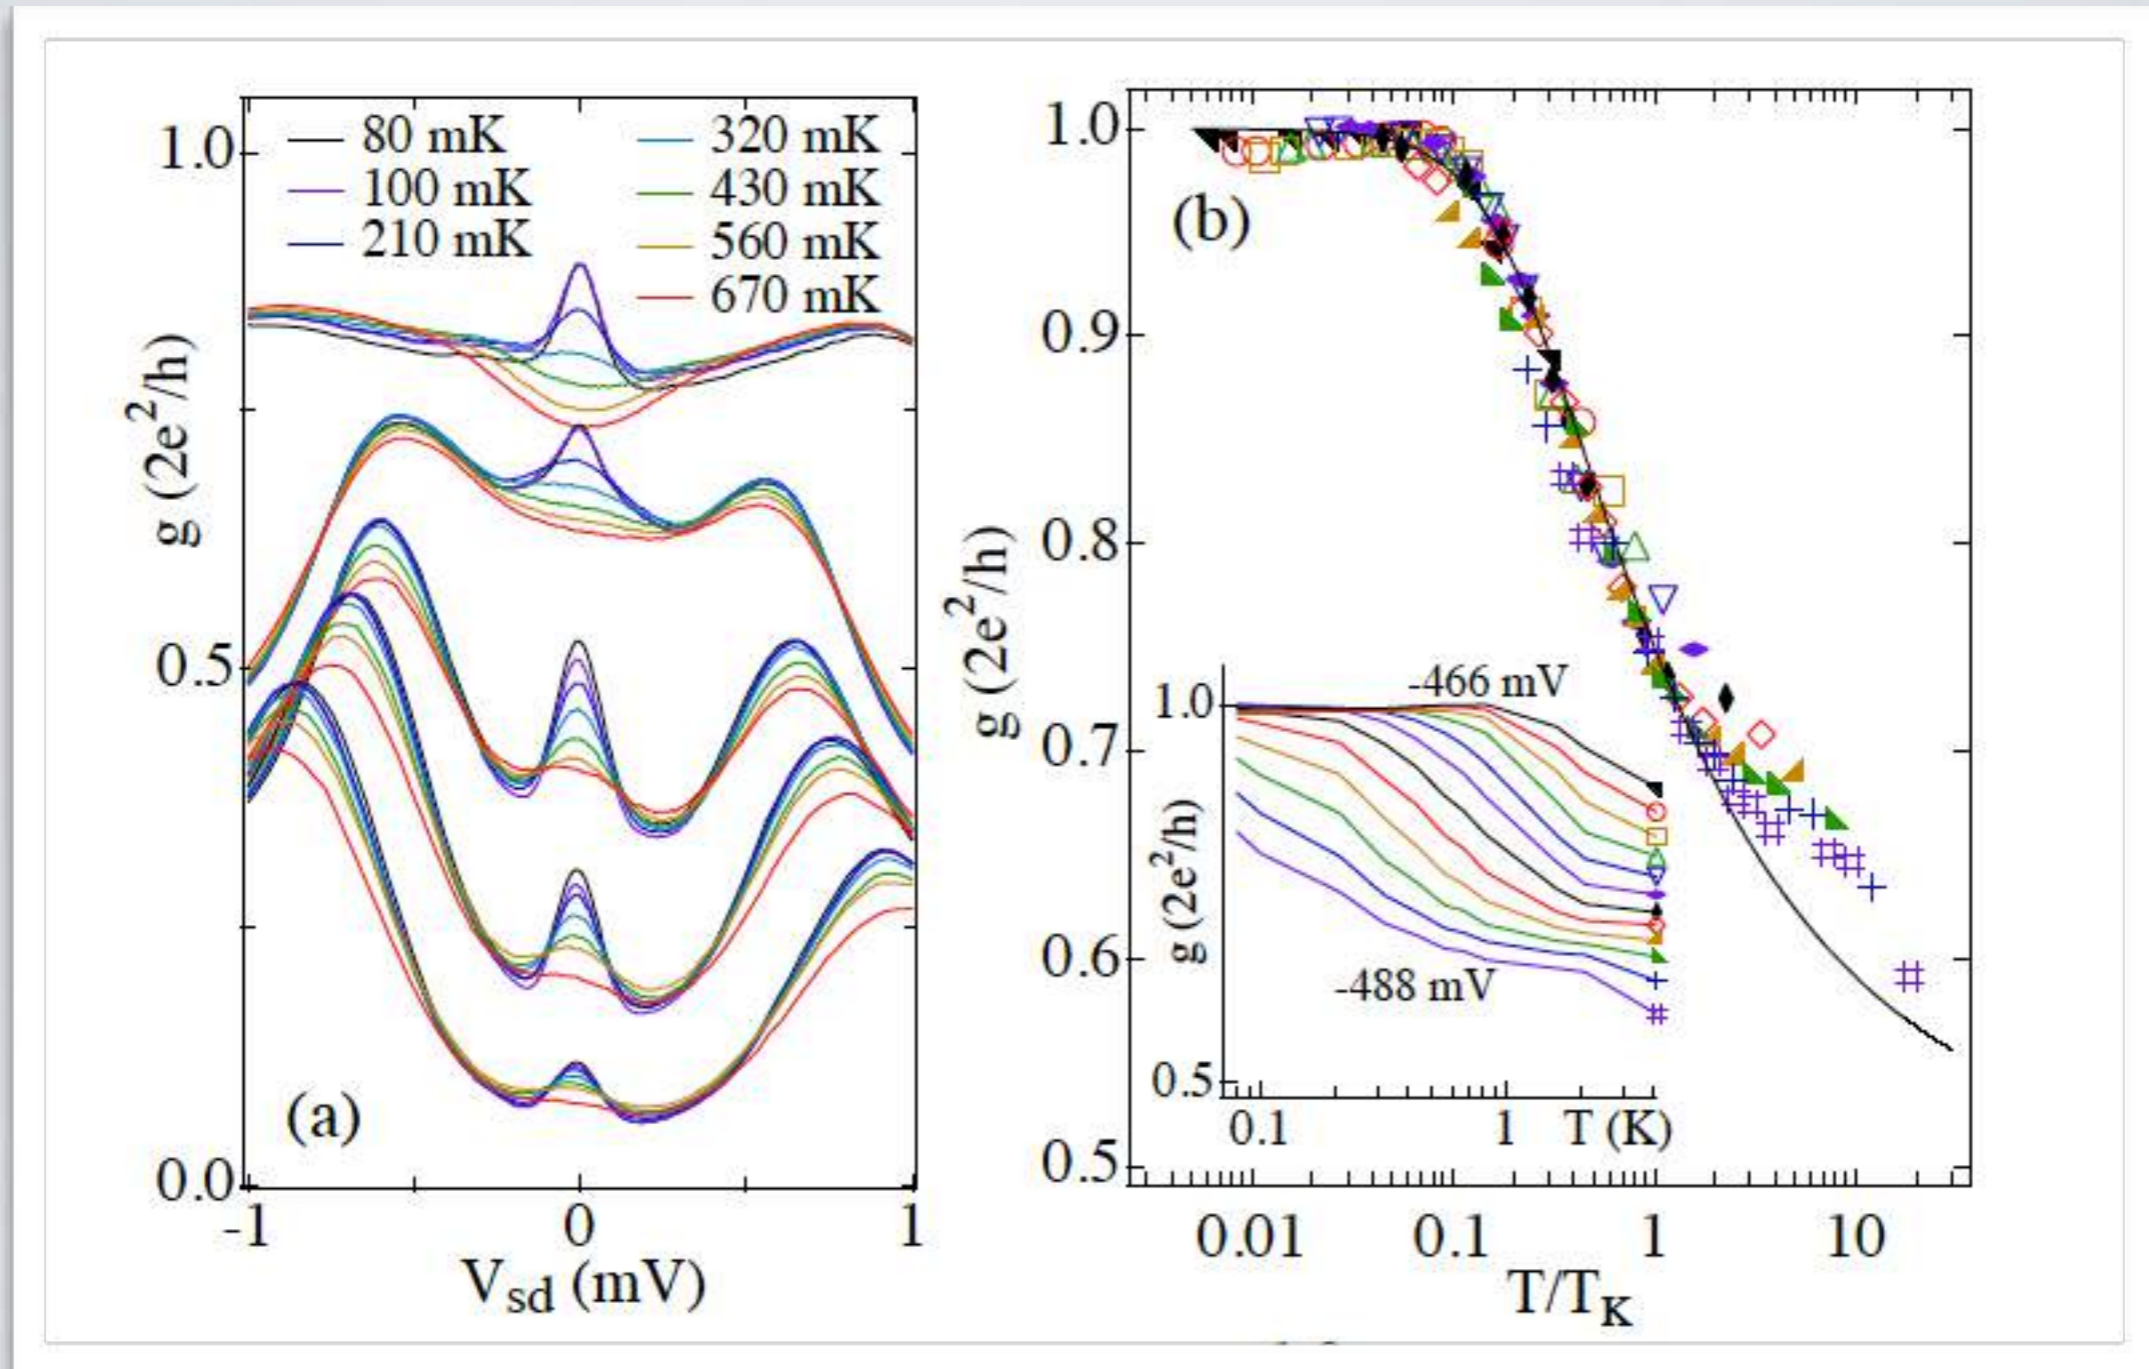 80 mK
100 mK
210 mK
320 mK
430 mK
560 mK
670 mK
1.0
0.5
0.0
g (2e²/h)
(a)
-1
0
1
V_sd (mV)
1.0
0.9
0.8
0.7
0.6
0.5
g (2e²/h)
(b)
0.01
0.1
1
10
T/T_K
-466 mV
1.0
g (2e²/h)
-488 mV
0.5
0.1
1
T (K)